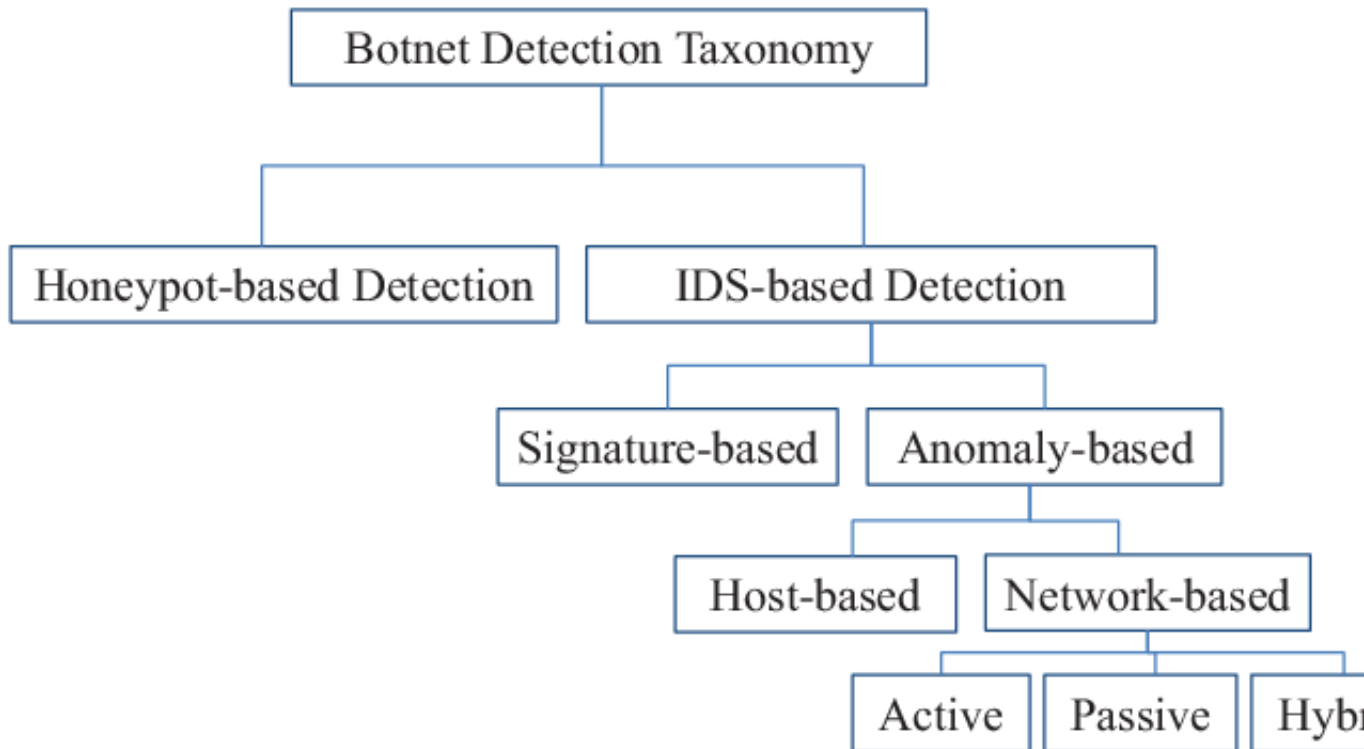 Botnet Detection Taxonomy
Honeypot-based Detection
IDS-based Detection
Signature-based
Anomaly-based
Host-based
Network-based
Active
Passive